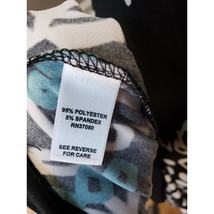 95% POLYESTER
5% SPANDEX
RN37080
SEE REVERSE
FOR CARE